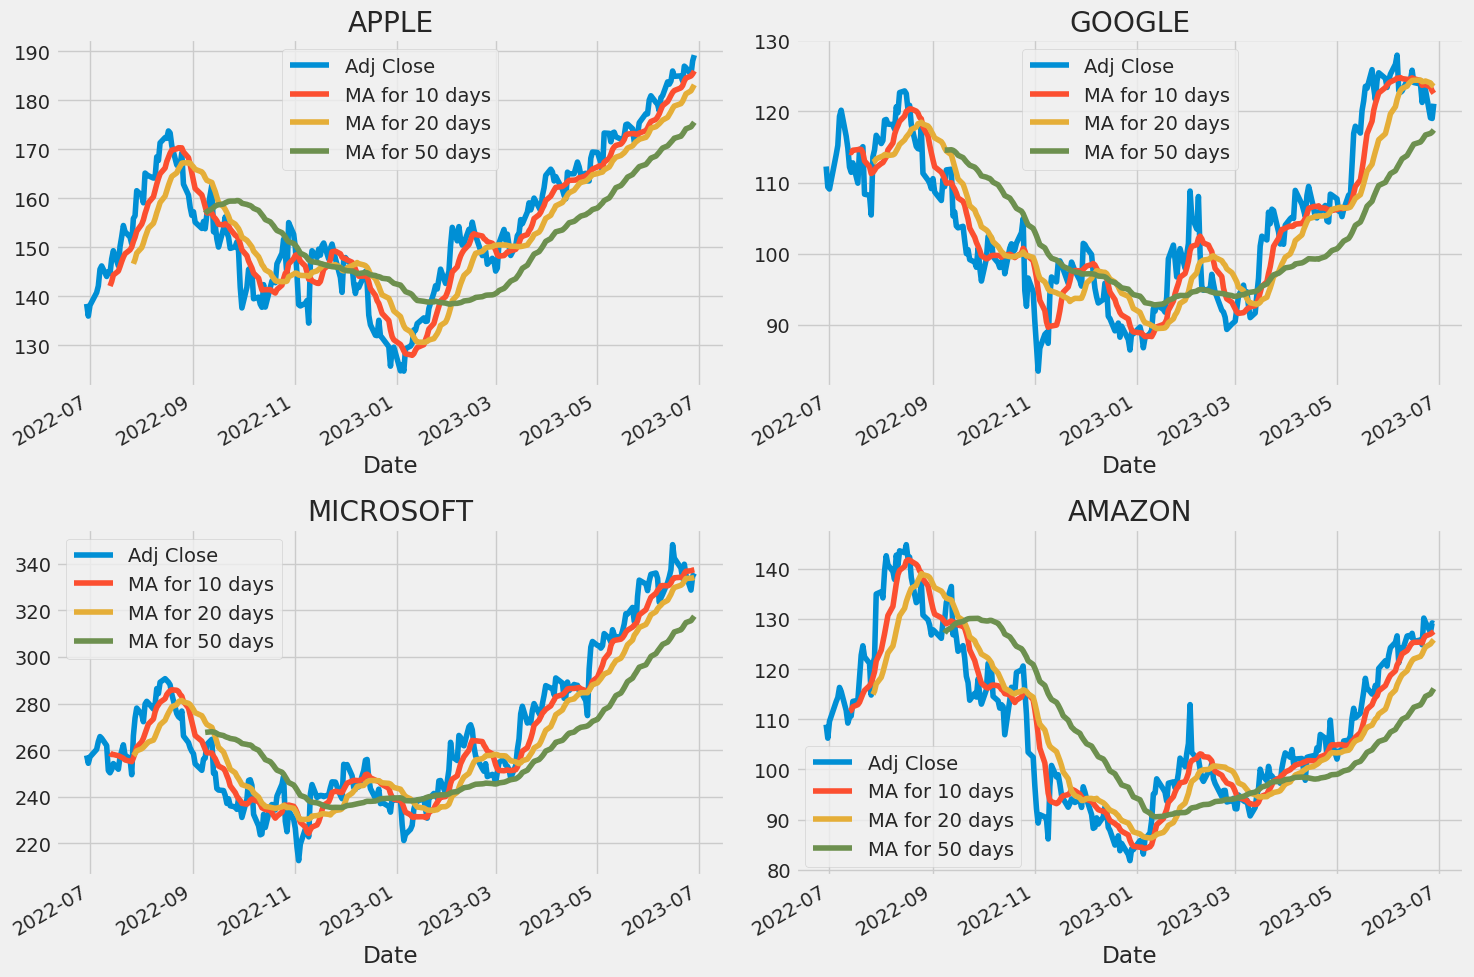 APPLE
190
180
170
160
150
140
130
Adj Close
MA for 10 days
MA for 20 days
MA for 50 days
2022-07
2022-09
2022-11
2023-01
2023-03
2023-05
2023-07
Date
GOOGLE
130
120
110
100
90
Adj Close
MA for 10 days
MA for 20 days
MA for 50 days
2022-07
2022-09
2022-11
2023-01
2023-03
2023-05
2023-07
Date
MICROSOFT
340
320
300
280
260
240
220
Adj Close
MA for 10 days
MA for 20 days
MA for 50 days
2022-07
2022-09
2022-11
2023-01
2023-03
2023-05
2023-07
Date
AMAZON
140
130
120
110
100
90
80
Adj Close
MA for 10 days
MA for 20 days
MA for 50 days
2022-07
2022-09
2022-11
2023-01
2023-03
2023-05
2023-07
Date